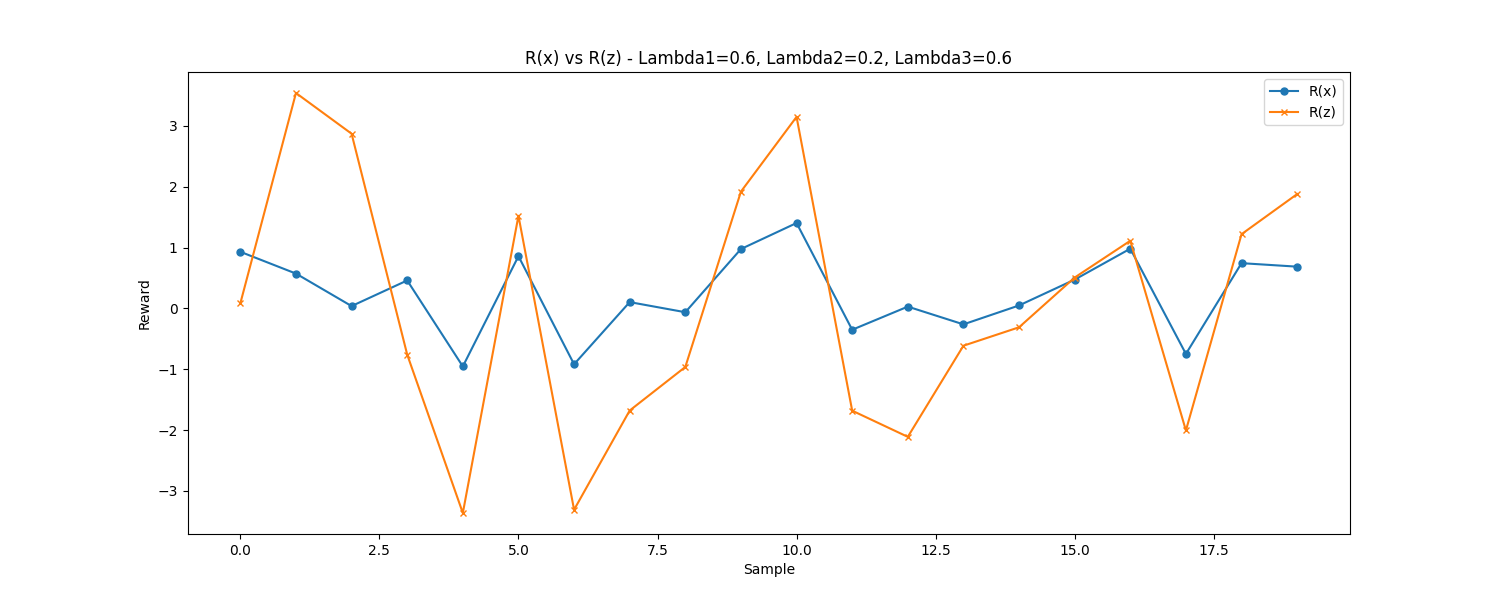 R(x) vs R(z) - Lambda1=0.6, Lambda2=0.2, Lambda3=0.6
R(x)
R(z)
3
2
1
0
−1
−2
−3
Reward
0.0 2.5 5.0 7.5 10.0 12.5 15.0 17.5
Sample